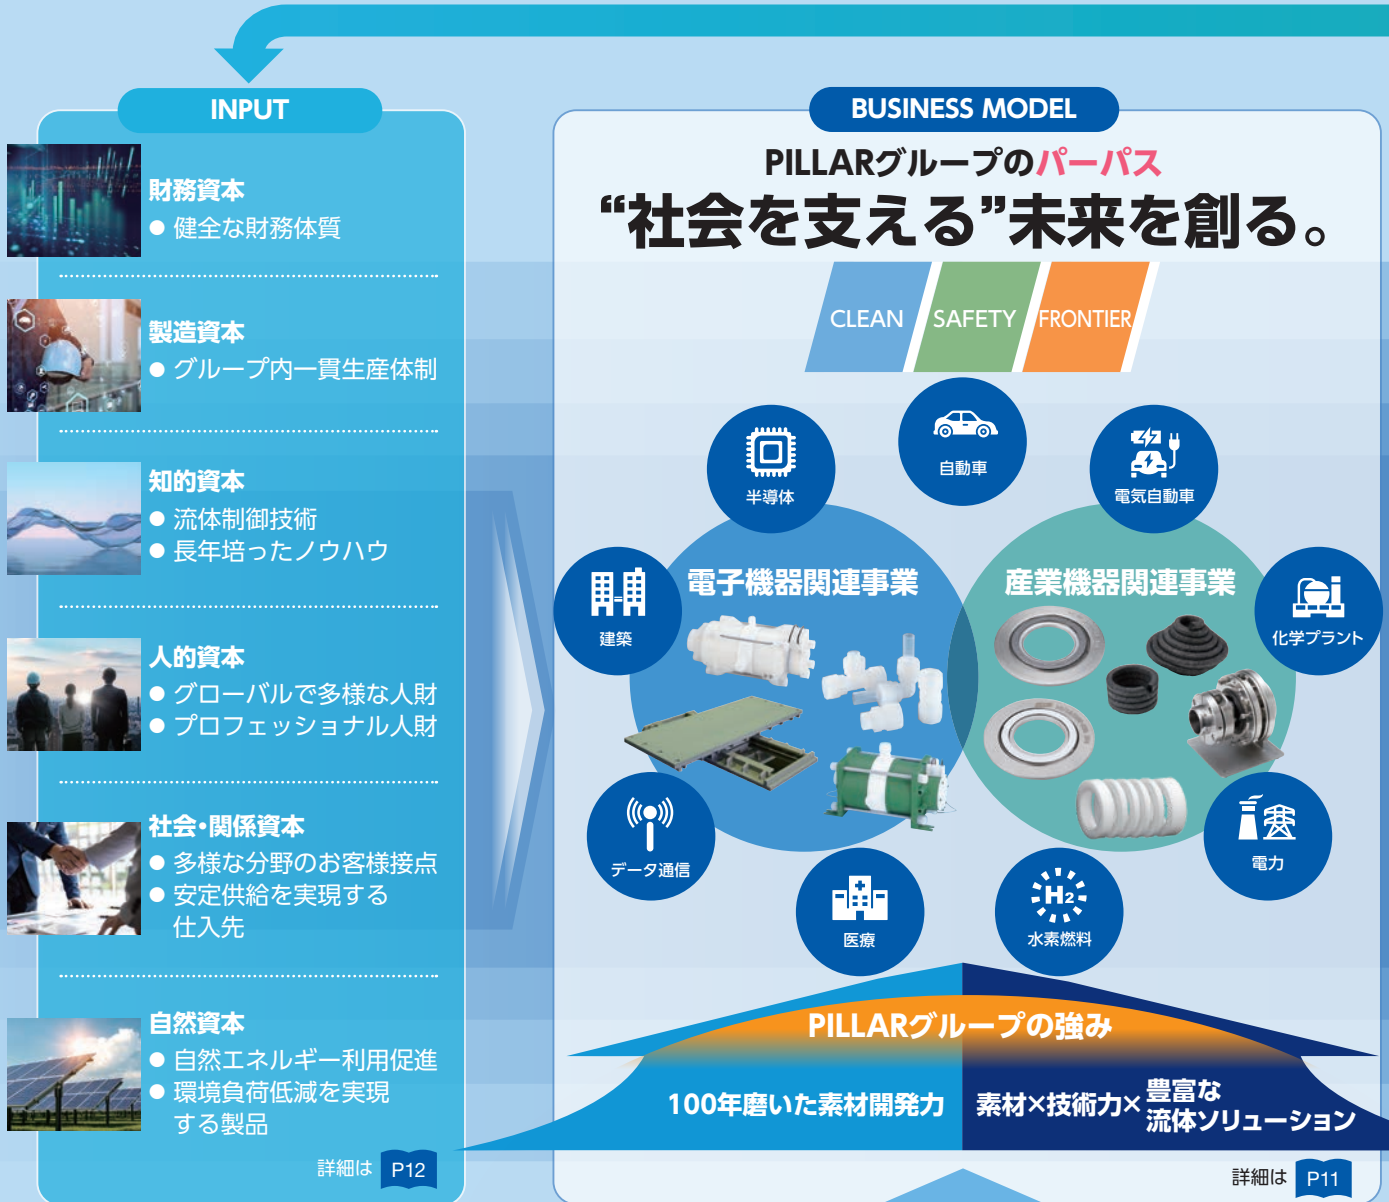 INPUT
財務資本
● 健全な財務体質
製造資本
● グループ内一貫生産体制
知的資本
● 流体制御技術
● 長年培ったノウハウ
人的資本
● グローバルで多様な人財
● プロフェッショナル人財
社会・関係資本
● 多様な分野のお客様接点
● 安定供給を実現する
仕入先
自然資本
● 自然エネルギー利用促進
● 環境負荷低減を実現
する製品
詳細は P12
BUSINESS MODEL
PILLARグループのパーパス
“社会を支える”未来を創る。
CLEAN SAFETY FRONTIER
自動車
半導体
電気自動車
電子機器関連事業
産業機器関連事業
建築
化学プラント
データ通信
電力
医療
H2
水素燃料
PILLARグループの強み
100年磨いた素材開発力
素材×技術力×豊富な
流体ソリューション
詳細は P11